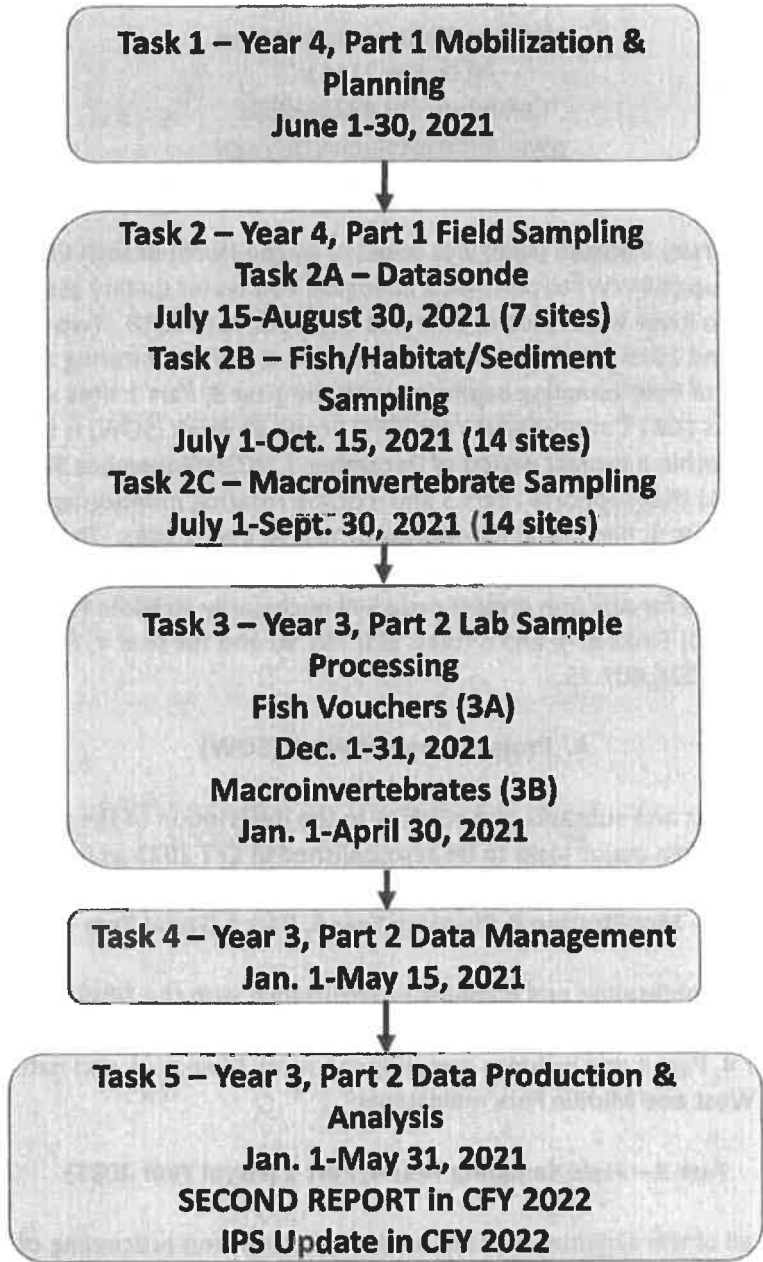 Task 1 – Year 4, Part 1 Mobilization &
Planning
June 1-30, 2021
Task 2 – Year 4, Part 1 Field Sampling
Task 2A – Datasonde
July 15-August 30, 2021 (7 sites)
Task 2B – Fish/Habitat/Sediment
Sampling
July 1-Oct. 15, 2021 (14 sites)
Task 2C – Macroinvertebrate Sampling
July 1-Sept. 30, 2021 (14 sites)
Task 3 – Year 3, Part 2 Lab Sample
Processing
Fish Vouchers (3A)
Dec. 1-31, 2021
Macroinvertebrates (3B)
Jan. 1-April 30, 2021
Task 4 – Year 3, Part 2 Data Management
Jan. 1-May 15, 2021
Task 5 – Year 3, Part 2 Data Production &
Analysis
Jan. 1-May 31, 2021
SECOND REPORT in CFY 2022
IPS Update in CFY 2022